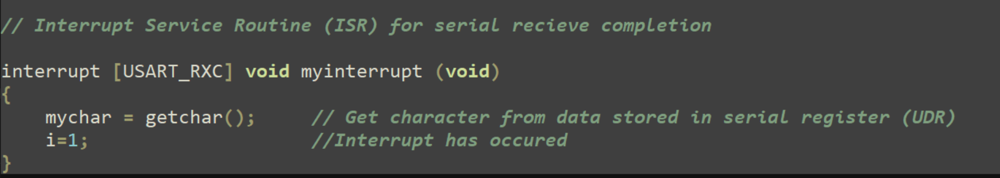 // Interrupt Service Routine (ISR) for serial recieve completion
interrupt [USART_RXC] void myinterrupt (void)
{
mychar = getchar(); // Get character from data stored in serial register (UDR)
i=1; //Interrupt has occured
}